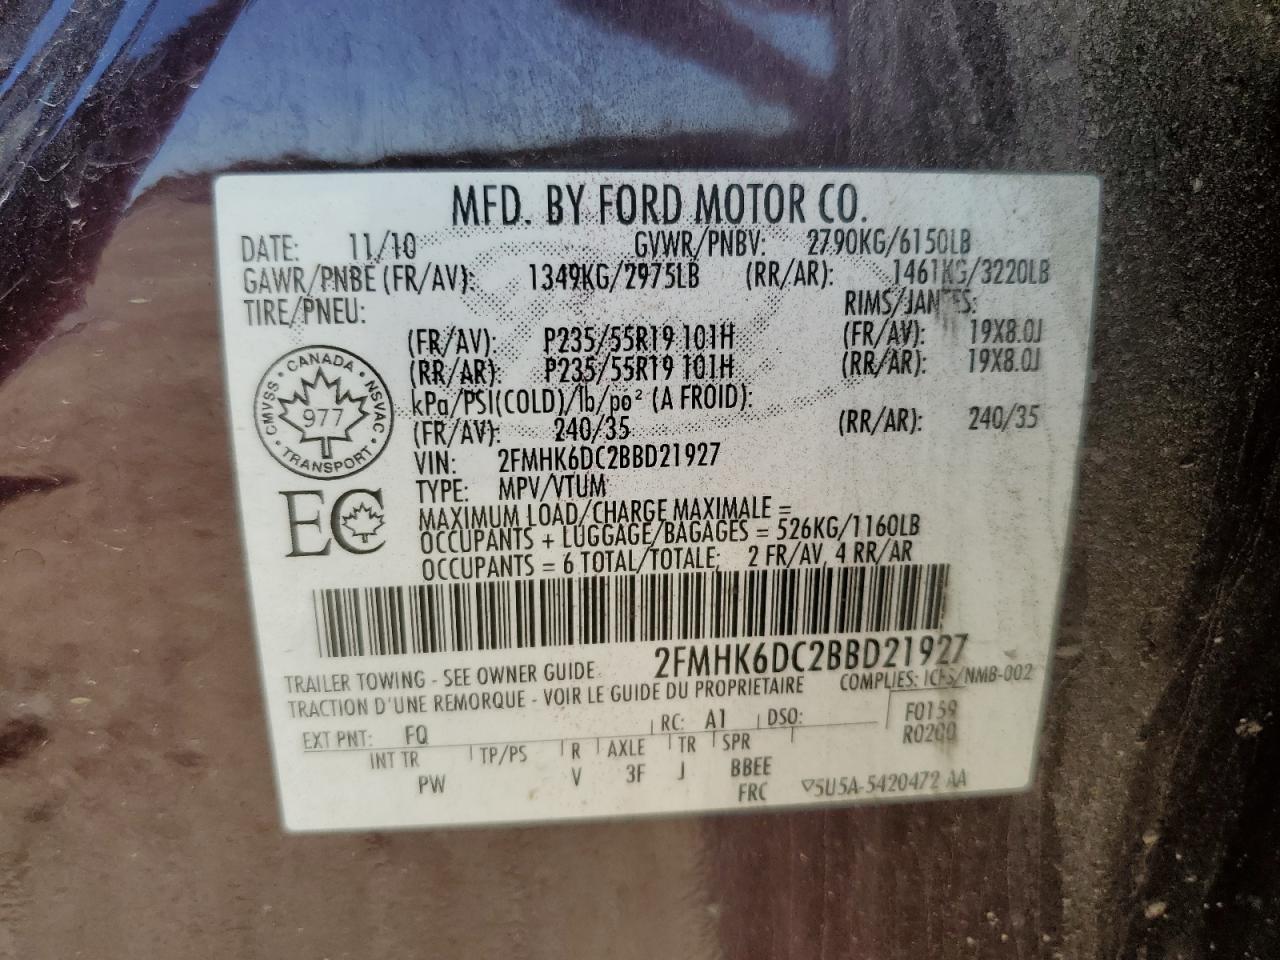 MFD. BY FORD MOTOR CO.
DATE: 11/10 GVWR/PNBV: 2790KG/6150LB
GAWR/PNBE (FR/AV): 1349KG/2975LB (RR/AR): 1461KG/3220LB
TIRE/PNEU: RIMS/JANTES:
(FR/AV): P235/55R19 101H (FR/AV): 19X8.0J
(RR/AR): P235/55R19 101H (RR/AR): 19X8.0J
kPa/PSI(COLD)/lb/po² (A FROID):
(FR/AV): 240/35 (RR/AR): 240/35
VIN: 2FMHK6DC2BBD21927
TYPE: MPV/VTUM
MAXIMUM LOAD/CHARGE MAXIMALE =
OCCUPANTS + LUGGAGE/BAGAGES = 526KG/1160LB
OCCUPANTS = 6 TOTAL/TOTALE: 2 FR/AV, 4 RR/AR
CANADA • NSVAC • TRANSPORT • CMVSS •
977
EC
2FMHK6DC2BBD21927
TRAILER TOWING - SEE OWNER GUIDE.
TRACTION D'UNE REMORQUE - VOIR LE GUIDE DU PROPRIETAIRE
COMPLIES: ICES/NMB-002
EXT PNT: FQ RC: A1 DSO: F0159
R0200
INT TR TP/PS R AXLE TR SPR
PW V 3F J BBEE
FRC 5U5A-5420472 AA